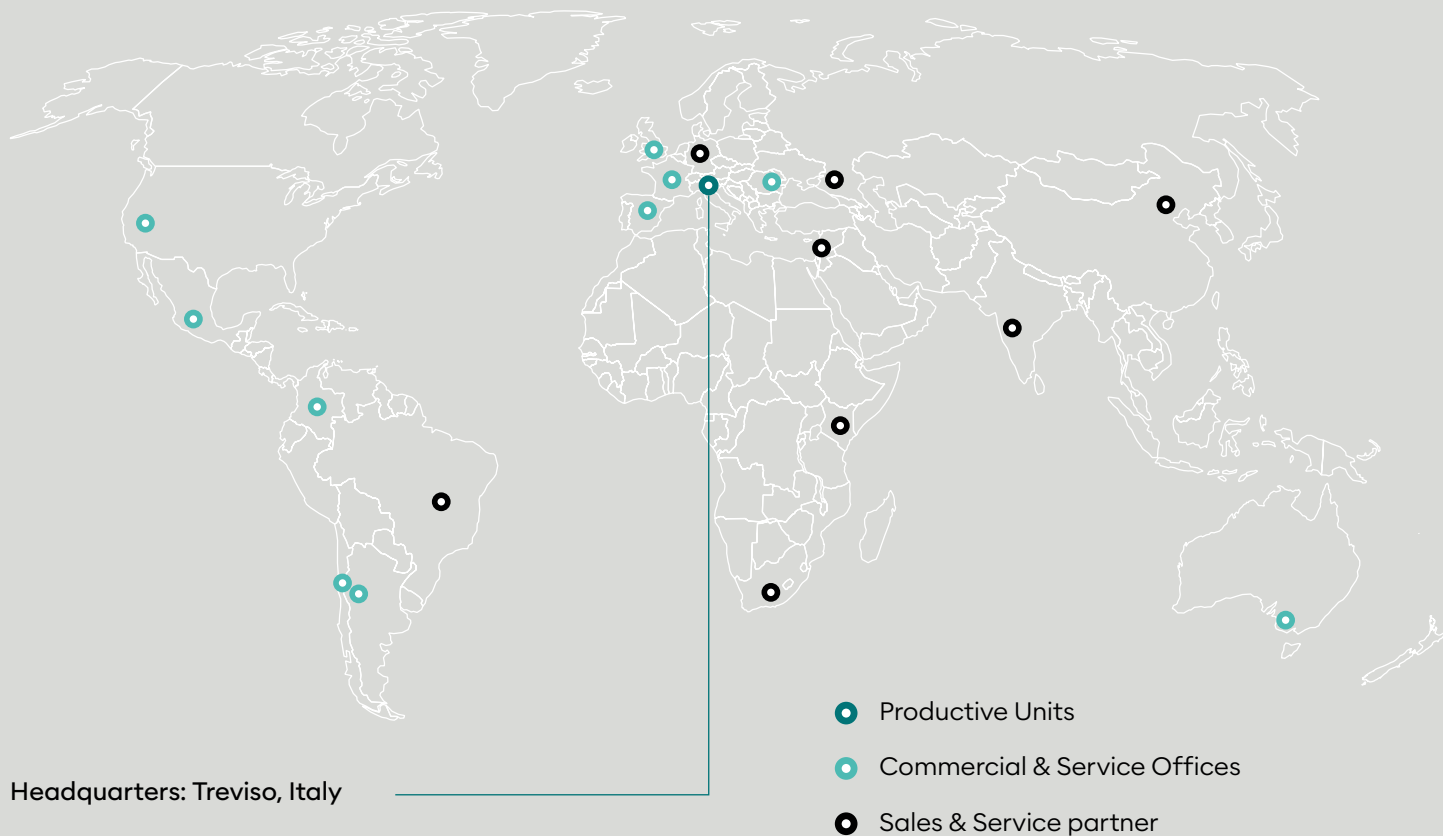 Productive Units
Commercial & Service Offices
Headquarters: Treviso, Italy
Sales & Service partner